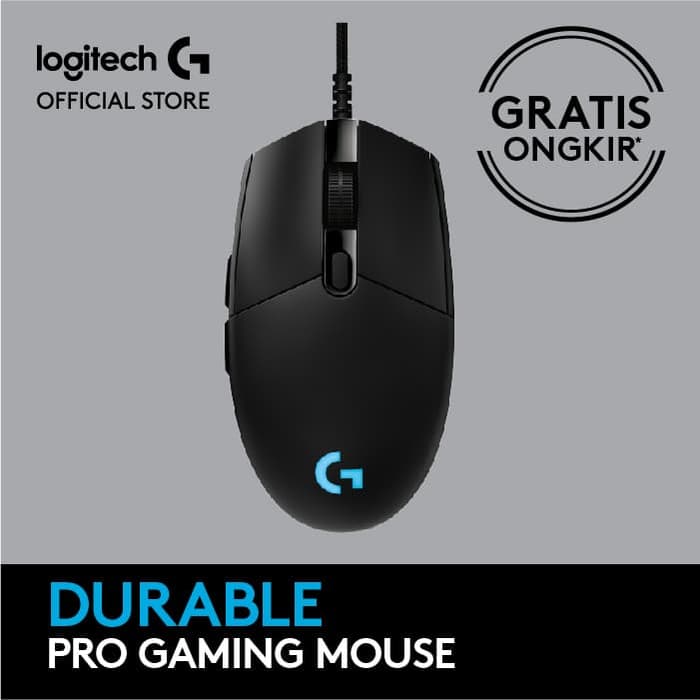 logitech G
OFFICIAL STORE
GRATIS
ONGKIR*
G
DURABLE
PRO GAMING MOUSE